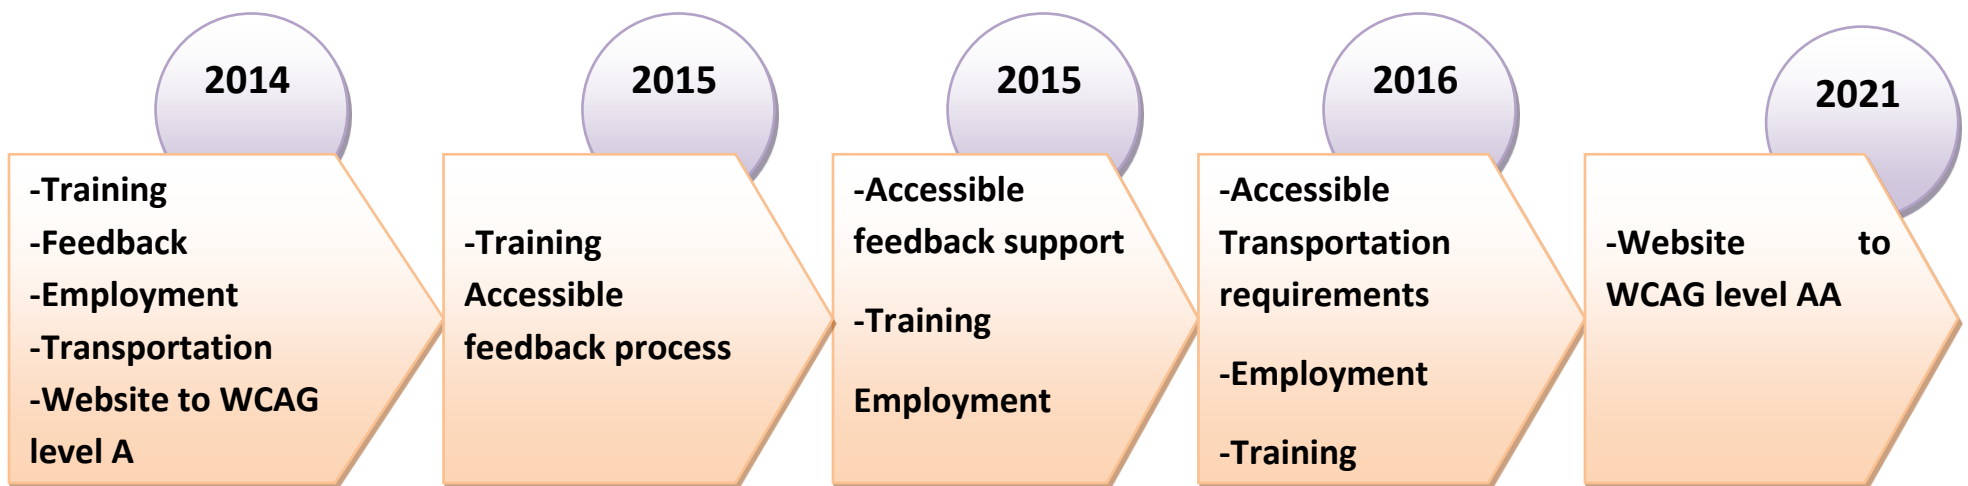 2014
-Training
-Feedback
-Employment
-Transportation
-Website to WCAG
level A
2015
-Training
Accessible
feedback process
2015
-Accessible
feedback support
-Training
Employment
2016
-Accessible
Transportation
requirements
-Employment
-Training
2021
-Website to
WCAG level AA